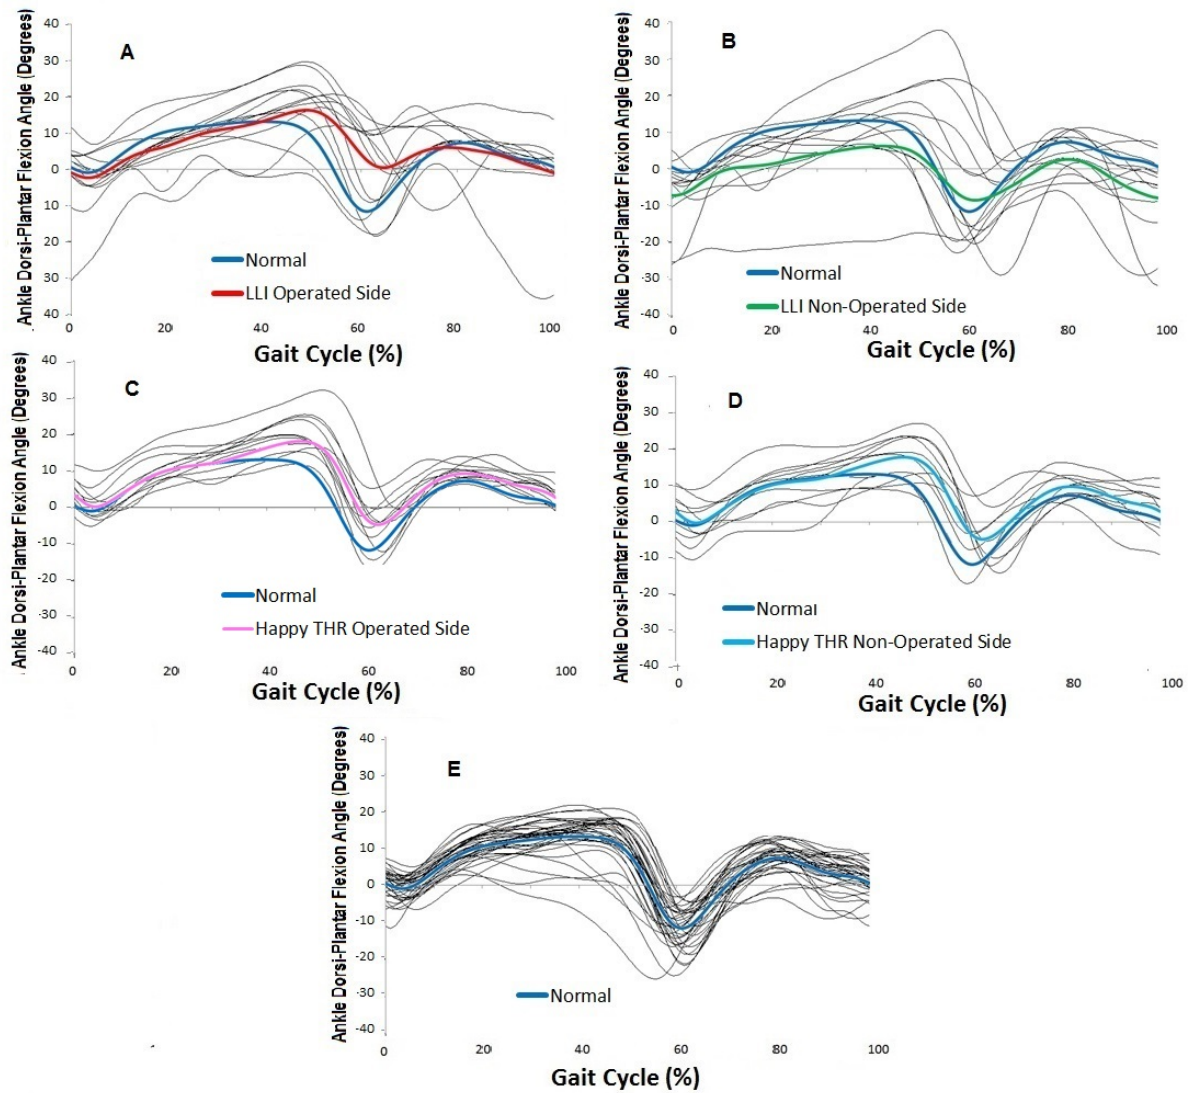 A
Ankle Dorsi-Plantar Flexion Angle (Degrees)
40
30
20
10
0
10
-20
30
40
Normal
LLI Operated Side
0 20 40 60 80 100
Gait Cycle (%)
B
Ankle Dorsi-Plantar Flexion Angle (Degrees)
40
30
20
10
0
-10
-20
-30
-40
Normal
LLI Non-Operated Side
0 20 40 60 80 100
Gait Cycle (%)
C
Ankle Dorsi-Plantar Flexion Angle (Degrees)
40
30
20
10
0
-10
-20
-30
-40
Normal
Happy THR Operated Side
0 20 40 60 80 100
Gait Cycle (%)
D
Ankle Dorsi-Plantar Flexion Angle (Degrees)
40
30
20
10
0
-10
-20
-30
-40
Normal
Happy THR Non-Operated Side
0 20 40 60 80 100
Gait Cycle (%)
E
Ankle Dorsi-Plantar Flexion Angle (Degrees)
40
30
20
10
0
-10
-20
-30
-40
Normal
0 20 40 60 80 100
Gait Cycle (%)